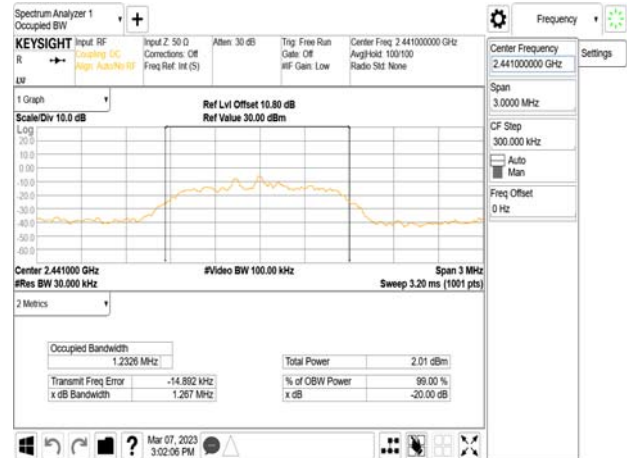 Spectrum Analyzer 1
Occupied BW
Frequency
KEYSIGHT
R
Input: RF
Coupling: DC
Align: Auto/No RF
Input Z: 50 Ω
Corrections: Off
Freq Ref: Int (S)
Atten: 30 dB
Trig: Free Run
Gate: Off
#IF Gain: Low
Center Freq: 2.441000000 GHz
Avg|Hold: 100/100
Radio Std: None
LU
Center Frequency
2.441000000 GHz
Settings
Span
3.0000 MHz
CF Step
300.000 kHz
Auto
Man
Freq Offset
0 Hz
1 Graph
Scale/Div 10.0 dB
Ref Lvl Offset 10.80 dB
Ref Value 30.00 dBm
Log
20.0
10.0
0.00
-10.0
-20.0
-30.0
-40.0
-50.0
-60.0
Center 2.441000 GHz
#Res BW 30.000 kHz
#Video BW 100.00 kHz
Span 3 MHz
Sweep 3.20 ms (1001 pts)
2 Metrics
Occupied Bandwidth
1.2326 MHz
Total Power 2.01 dBm
Transmit Freq Error -14.892 kHz
% of OBW Power 99.00 %
x dB Bandwidth 1.267 MHz
x dB -20.00 dB
?
Mar 07, 2023
3:02:06 PM